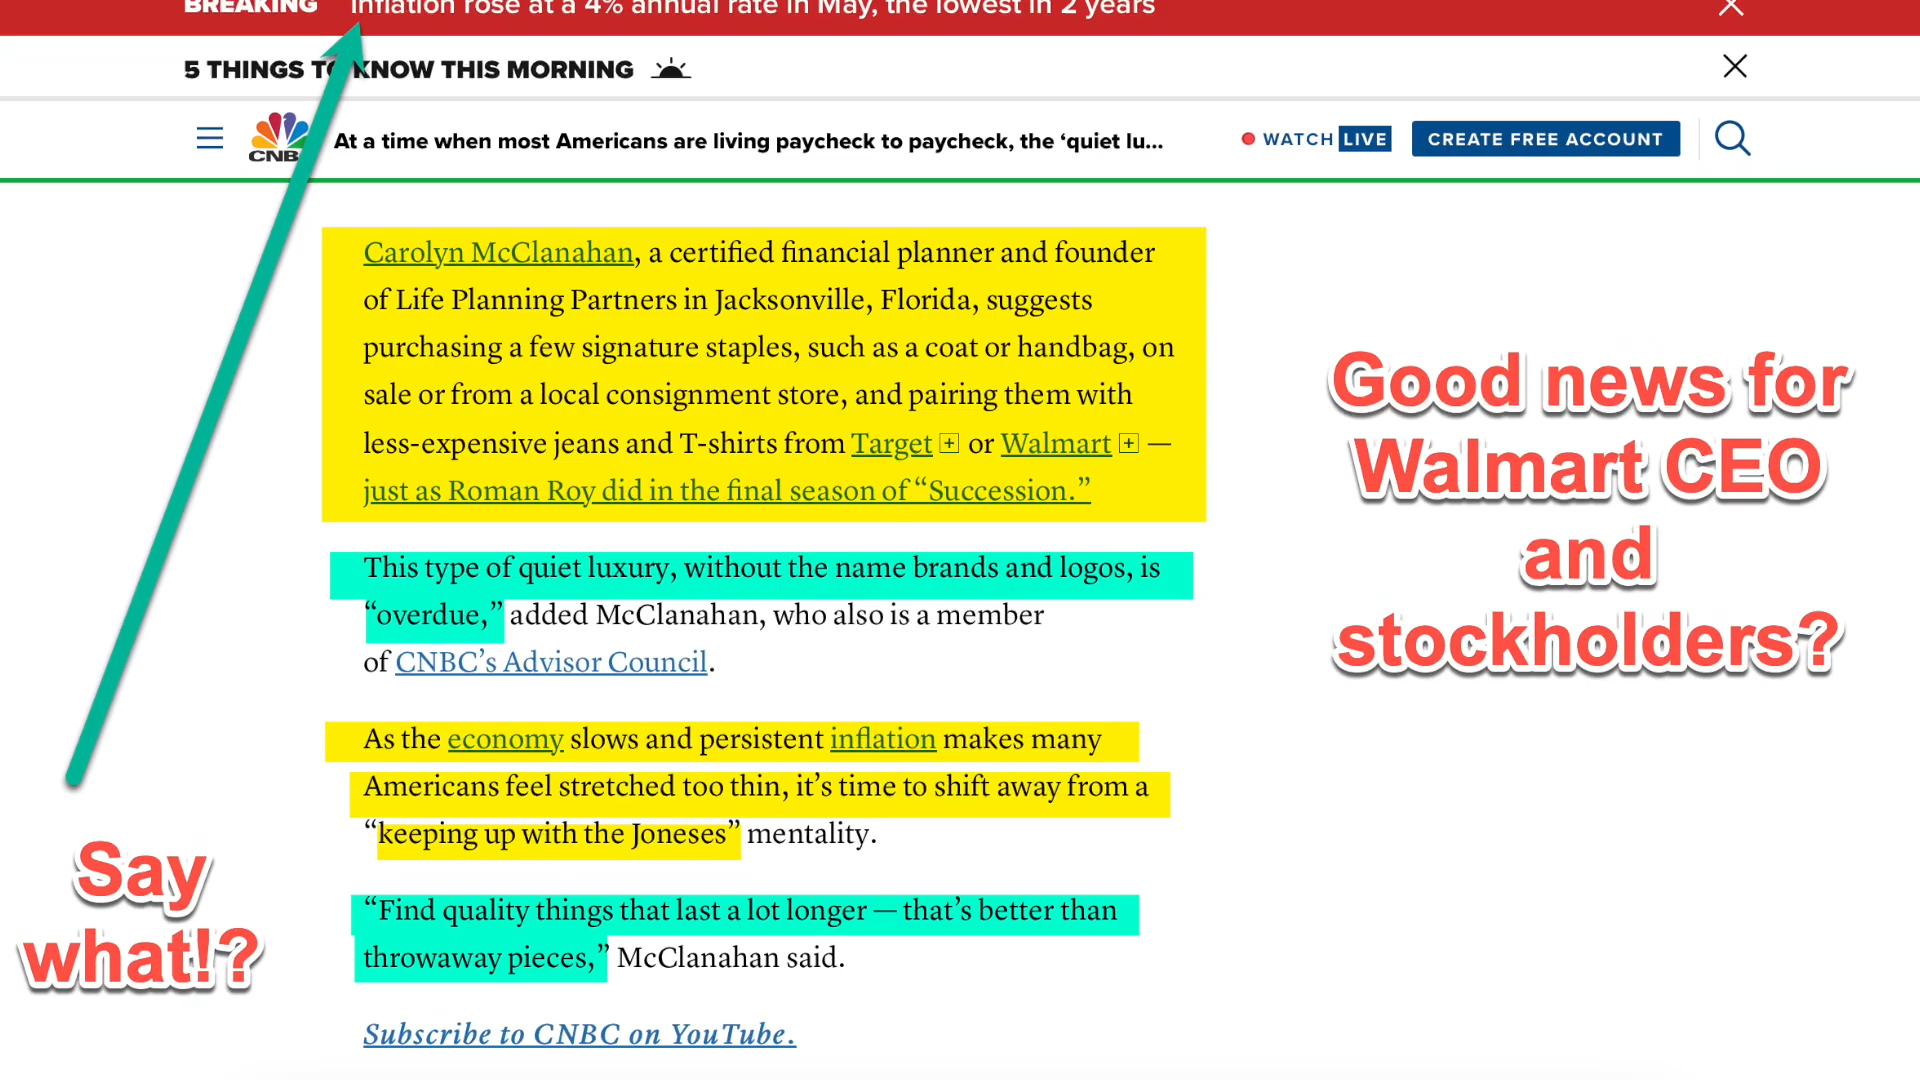 BREAKING Inflation rose at a 4% annual rate in May, the lowest in 2 years
5 THINGS TO KNOW THIS MORNING
CNBC At a time when most Americans are living paycheck to paycheck, the ‘quiet lu... WATCH LIVE CREATE FREE ACCOUNT
Carolyn McClanahan, a certified financial planner and founder
of Life Planning Partners in Jacksonville, Florida, suggests
purchasing a few signature staples, such as a coat or handbag, on
sale or from a local consignment store, and pairing them with
less-expensive jeans and T-shirts from Target + or Walmart + —
just as Roman Roy did in the final season of “Succession.”
This type of quiet luxury, without the name brands and logos, is
“overdue,” added McClanahan, who also is a member
of CNBC’s Advisor Council.
As the economy slows and persistent inflation makes many
Americans feel stretched too thin, it’s time to shift away from a
“keeping up with the Joneses” mentality.
“Find quality things that last a lot longer — that’s better than
throwaway pieces,” McClanahan said.
Subscribe to CNBC on YouTube.
Good news for
Walmart CEO
and
stockholders?
Say
what!?